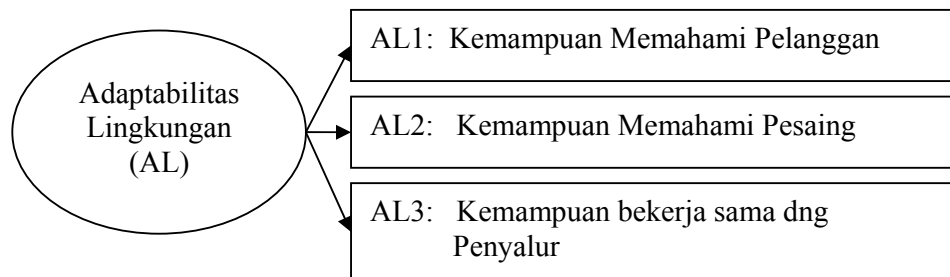 Adaptabilitas
Lingkungan
(AL)
AL1: Kemampuan Memahami Pelanggan
AL2: Kemampuan Memahami Pesaing
AL3: Kemampuan bekerja sama dng
Penyalur